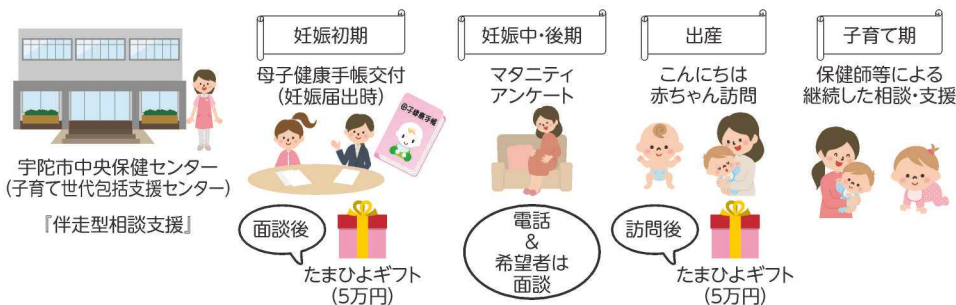 宇陀市中央保健センター
(子育て世代包括支援センター)
『伴走型相談支援』
妊娠初期
母子健康手帳交付
(妊娠届出時)
母子健康手帳
面談後
たまひよギフト
(5万円)
妊娠中・後期
マタニティ
アンケート
電話
&
希望者は
面談
出産
こんにちは
赤ちゃん訪問
訪問後
たまひよギフト
(5万円)
子育て期
保健師等による
継続した相談・支援